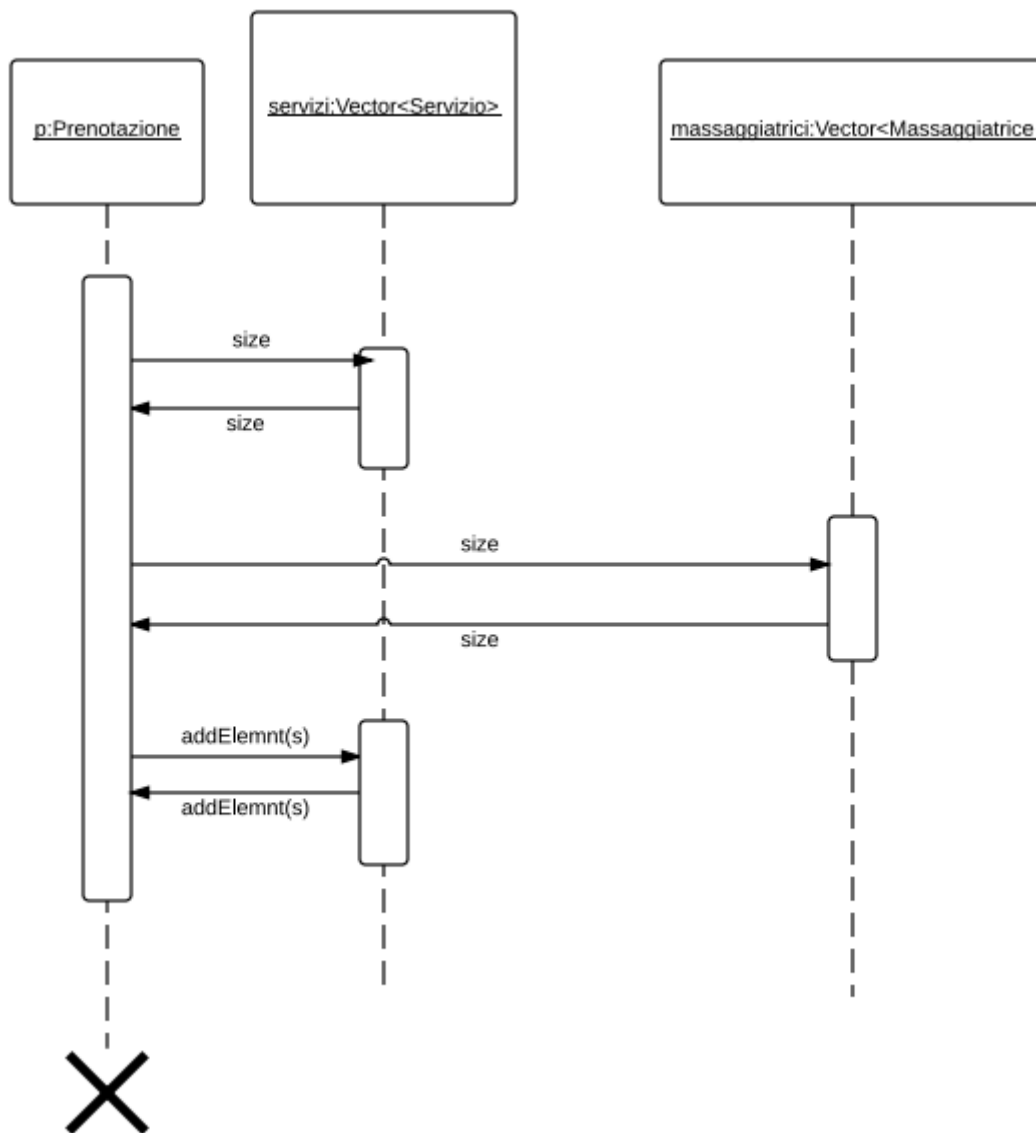 p:Prenotazione
servizi:Vector<Servizio>
massaggiatrici:Vector<Massaggiatrice
size
size
size
size
addElemnt(s)
addElemnt(s)